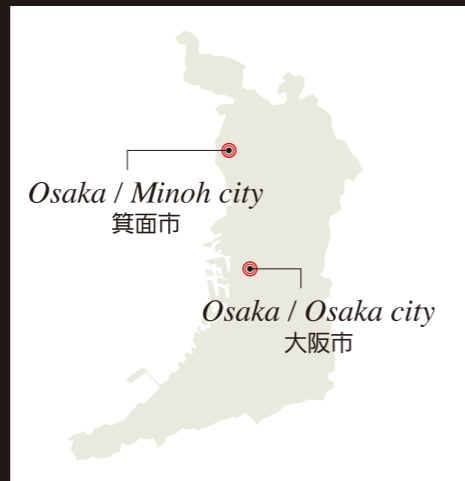 Osaka / Minoh city
箕面市
Osaka / Osaka city
大阪市